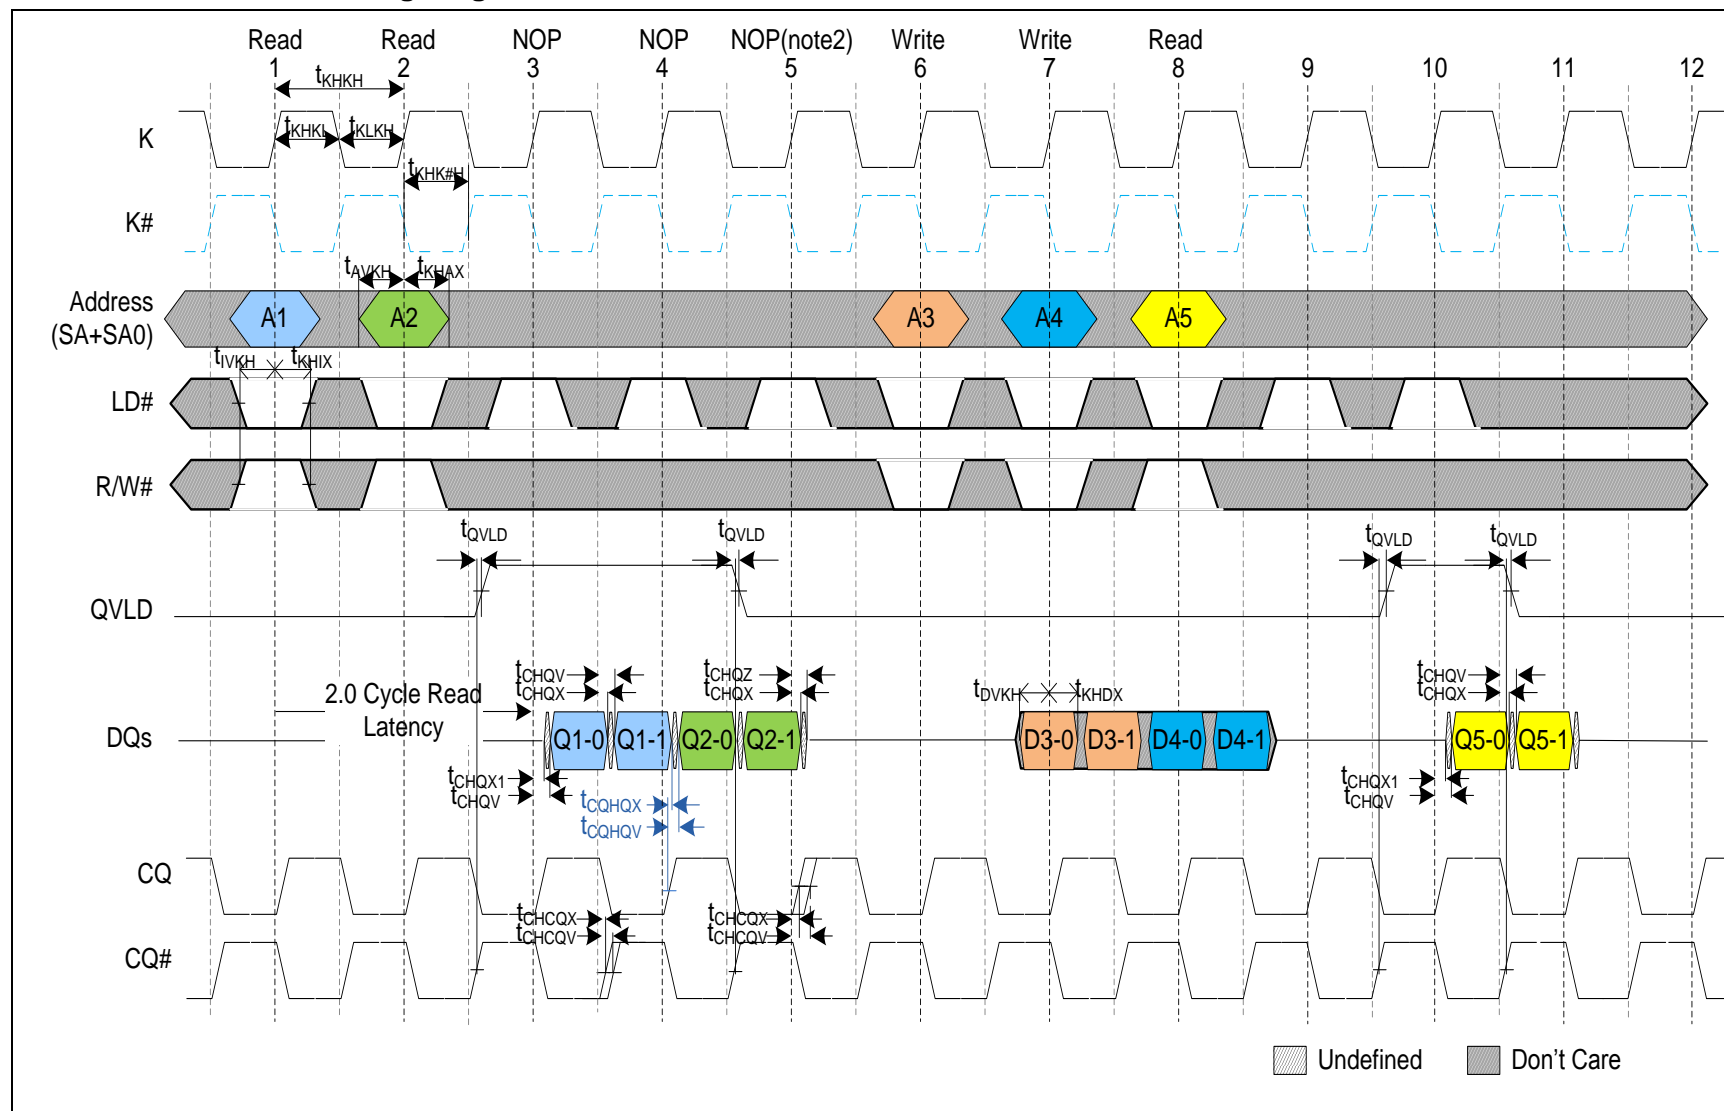 Read Read NOP NOP NOP(note2) Write Write Read
1 2 3 4 5 6 7 8 9 10 11 12
tKHKH
K
tKHKL tKLKH
tKHK#H
K#
tAVKH tKHAX
Address
(SA+SA0)
A1 A2 A3 A4 A5
tIVKH tKHIX
LD#
R/W#
tQVLD tQVLD tQVLD tQVLD
QVLD
tCHQV tCHQZ tCHQV
tCHQX tCHQX tCHQX
2.0 Cycle Read
Latency
tDVKH tKHDX
DQs
Q1-0 Q1-1 Q2-0 Q2-1 D3-0 D3-1 D4-0 D4-1 Q5-0 Q5-1
tCHQX1 tCHQX1
tCHQV tCHQV
tCQHQX
tCQHQV
CQ
tCHCQX tCHCQX
tCHCQV tCHCQV
CQ#
Undefined Don't Care